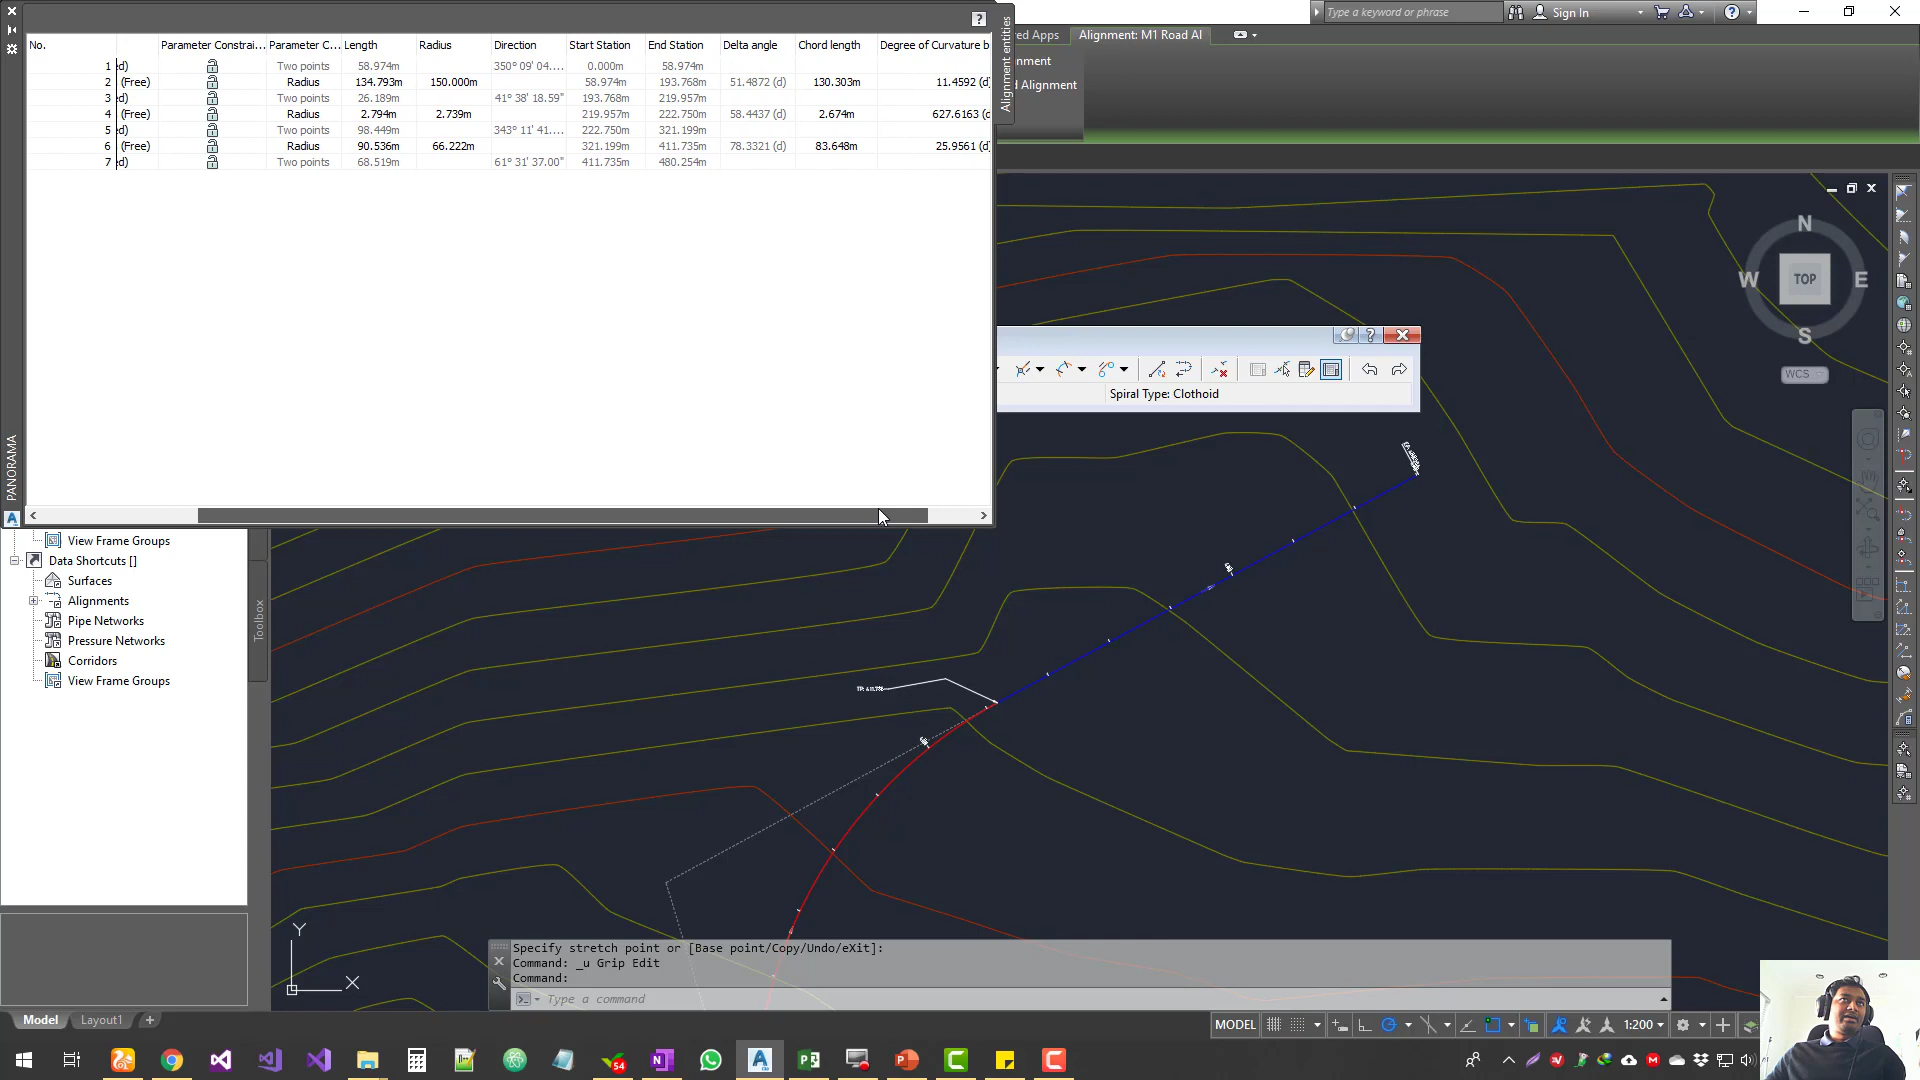 Type a keyword or phrase
Sign In
No. Parameter Constrai... Parameter C... Length Radius Direction Start Station End Station Delta angle Chord length Degree of Curvature b
1 ed) Two points 58.974m 350° 09' 04.... 0.000m 58.974m
2 (Free) Radius 134.793m 150.000m 58.974m 193.768m 51.4872 (d) 130.303m 11.4592 (d)
3 ed) Two points 26.189m 41° 38' 18.59" 193.768m 219.957m
4 (Free) Radius 2.794m 2.739m 219.957m 222.750m 58.4437 (d) 2.674m 627.6163 (d)
5 ed) Two points 98.449m 343° 11' 41.... 222.750m 321.199m
6 (Free) Radius 90.536m 66.222m 321.199m 411.735m 78.3321 (d) 83.648m 25.9561 (d)
7 ed) Two points 68.519m 61° 31' 37.00" 411.735m 480.254m
Alignment entities
PANORAMA
ed Apps
Alignment: M1 Road Al
nment
d Alignment
N
W
TOP
E
S
WCS
Spiral Type: Clothoid
View Frame Groups
Data Shortcuts []
Surfaces
Alignments
Pipe Networks
Pressure Networks
Corridors
View Frame Groups
Toolbox
Y
X
Specify stretch point or [Base point/Copy/Undo/eXit]:
Command: _u Grip Edit
Command:
Type a command
Model
Layout1
MODEL
1:200
54